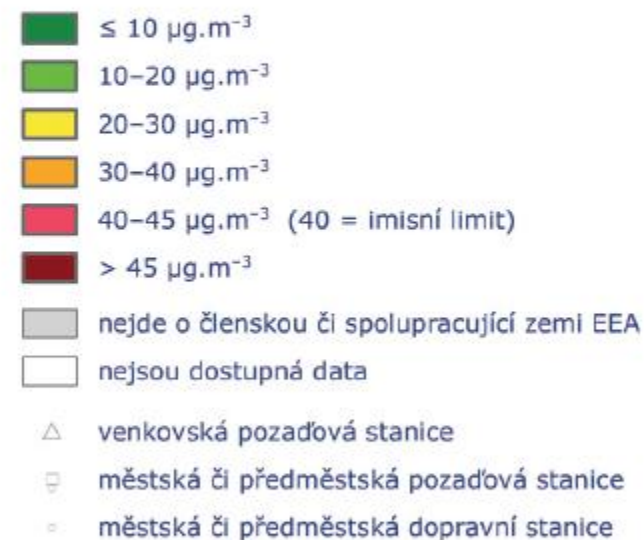 ≤ 10 µg.m⁻³
10–20 µg.m⁻³
20–30 µg.m⁻³
30–40 µg.m⁻³
40–45 µg.m⁻³ (40 = imisní limit)
> 45 µg.m⁻³
nejde o členskou či spolupracující zemi EEA
nejsou dostupná data
venkovská pozaďová stanice
městská či předměstská pozaďová stanice
městská či předměstská dopravní stanice